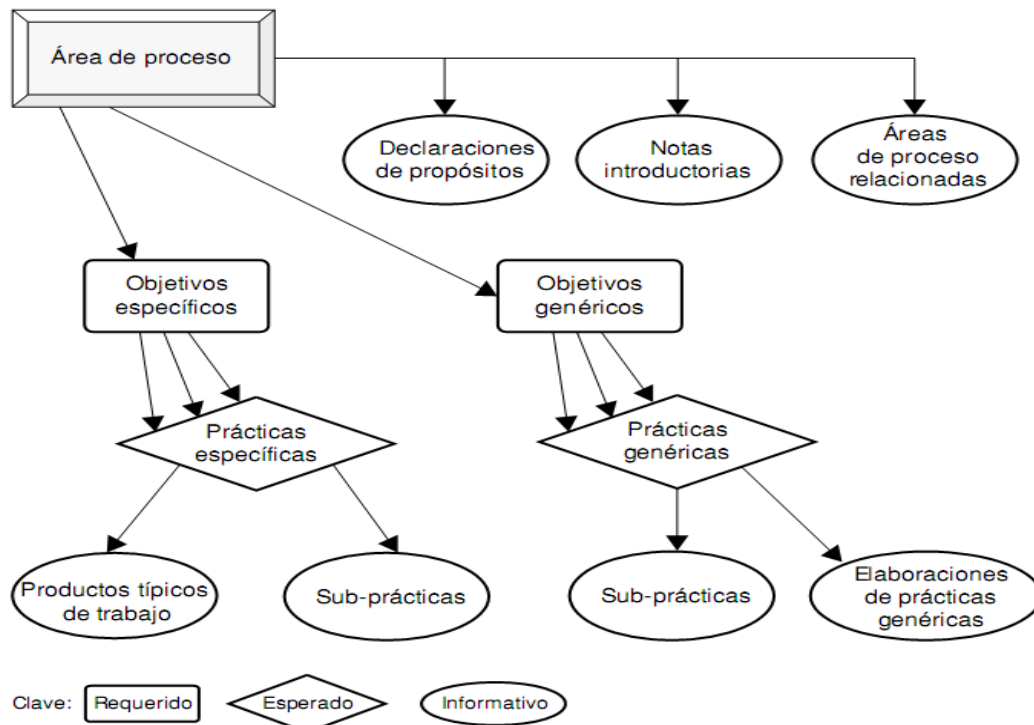 Área de proceso
Declaraciones
de propósitos
Notas
introductorias
Áreas
de proceso
relacionadas
Objetivos
específicos
Objetivos
genéricos
Prácticas
específicas
Prácticas
genéricas
Productos típicos
de trabajo
Sub-prácticas
Sub-prácticas
Elaboraciones
de prácticas
genéricas
Clave: Requerido Esperado Informativo